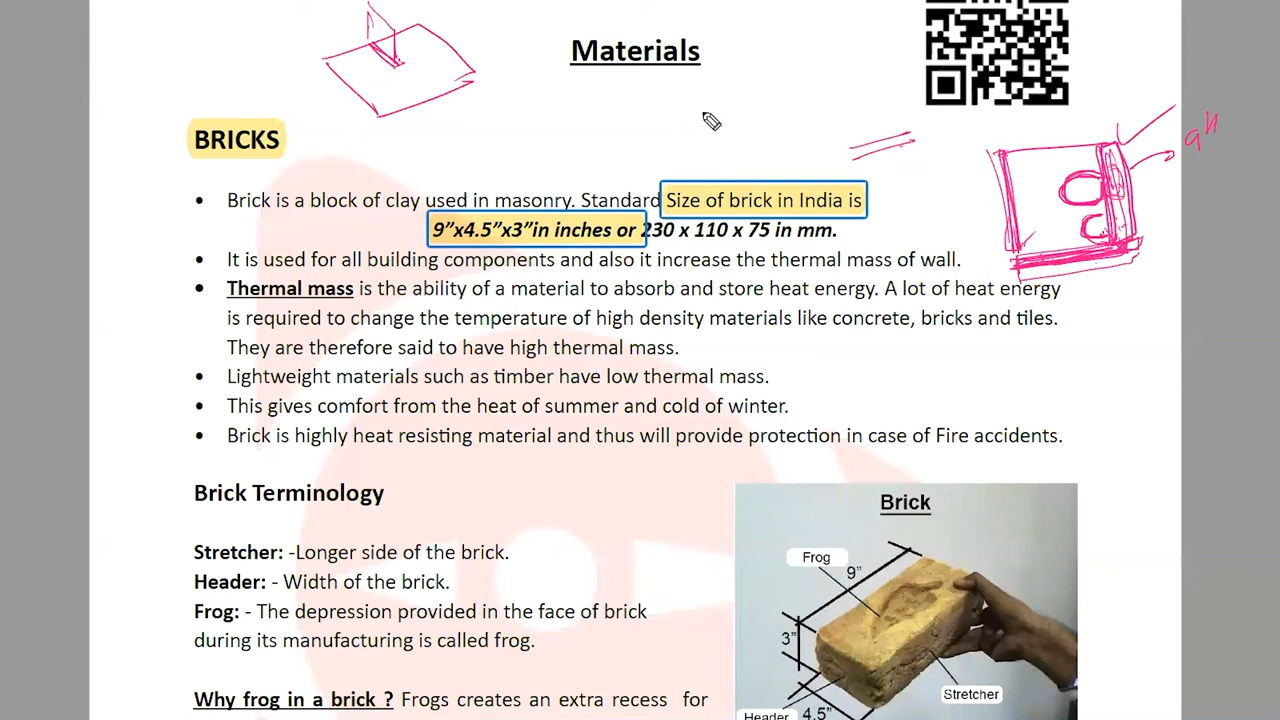 Materials
BRICKS
• Brick is a block of clay used in masonry. Standard Size of brick in India is
9”x4.5”x3”in inches or 230 x 110 x 75 in mm.
• It is used for all building components and also it increase the thermal mass of wall.
• Thermal mass is the ability of a material to absorb and store heat energy. A lot of heat energy
is required to change the temperature of high density materials like concrete, bricks and tiles.
They are therefore said to have high thermal mass.
• Lightweight materials such as timber have low thermal mass.
• This gives comfort from the heat of summer and cold of winter.
• Brick is highly heat resisting material and thus will provide protection in case of Fire accidents.
Brick Terminology
Stretcher: -Longer side of the brick.
Header: - Width of the brick.
Frog: - The depression provided in the face of brick
during its manufacturing is called frog.
Why frog in a brick ? Frogs creates an extra recess for
Brick
Frog
9”
3”
Stretcher
Header
4.5”